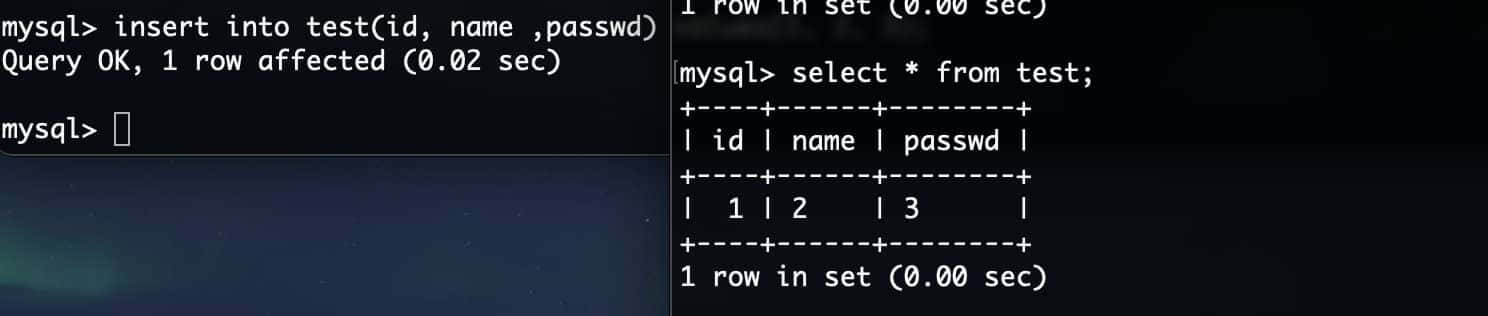 mysql> insert into test(id, name ,passwd)
Query OK, 1 row affected (0.02 sec)
mysql>
1 row in set (0.00 sec)
mysql> select * from test;
+----+------+--------+
| id | name | passwd |
+----+------+--------+
|  1 | 2    | 3      |
+----+------+--------+
1 row in set (0.00 sec)